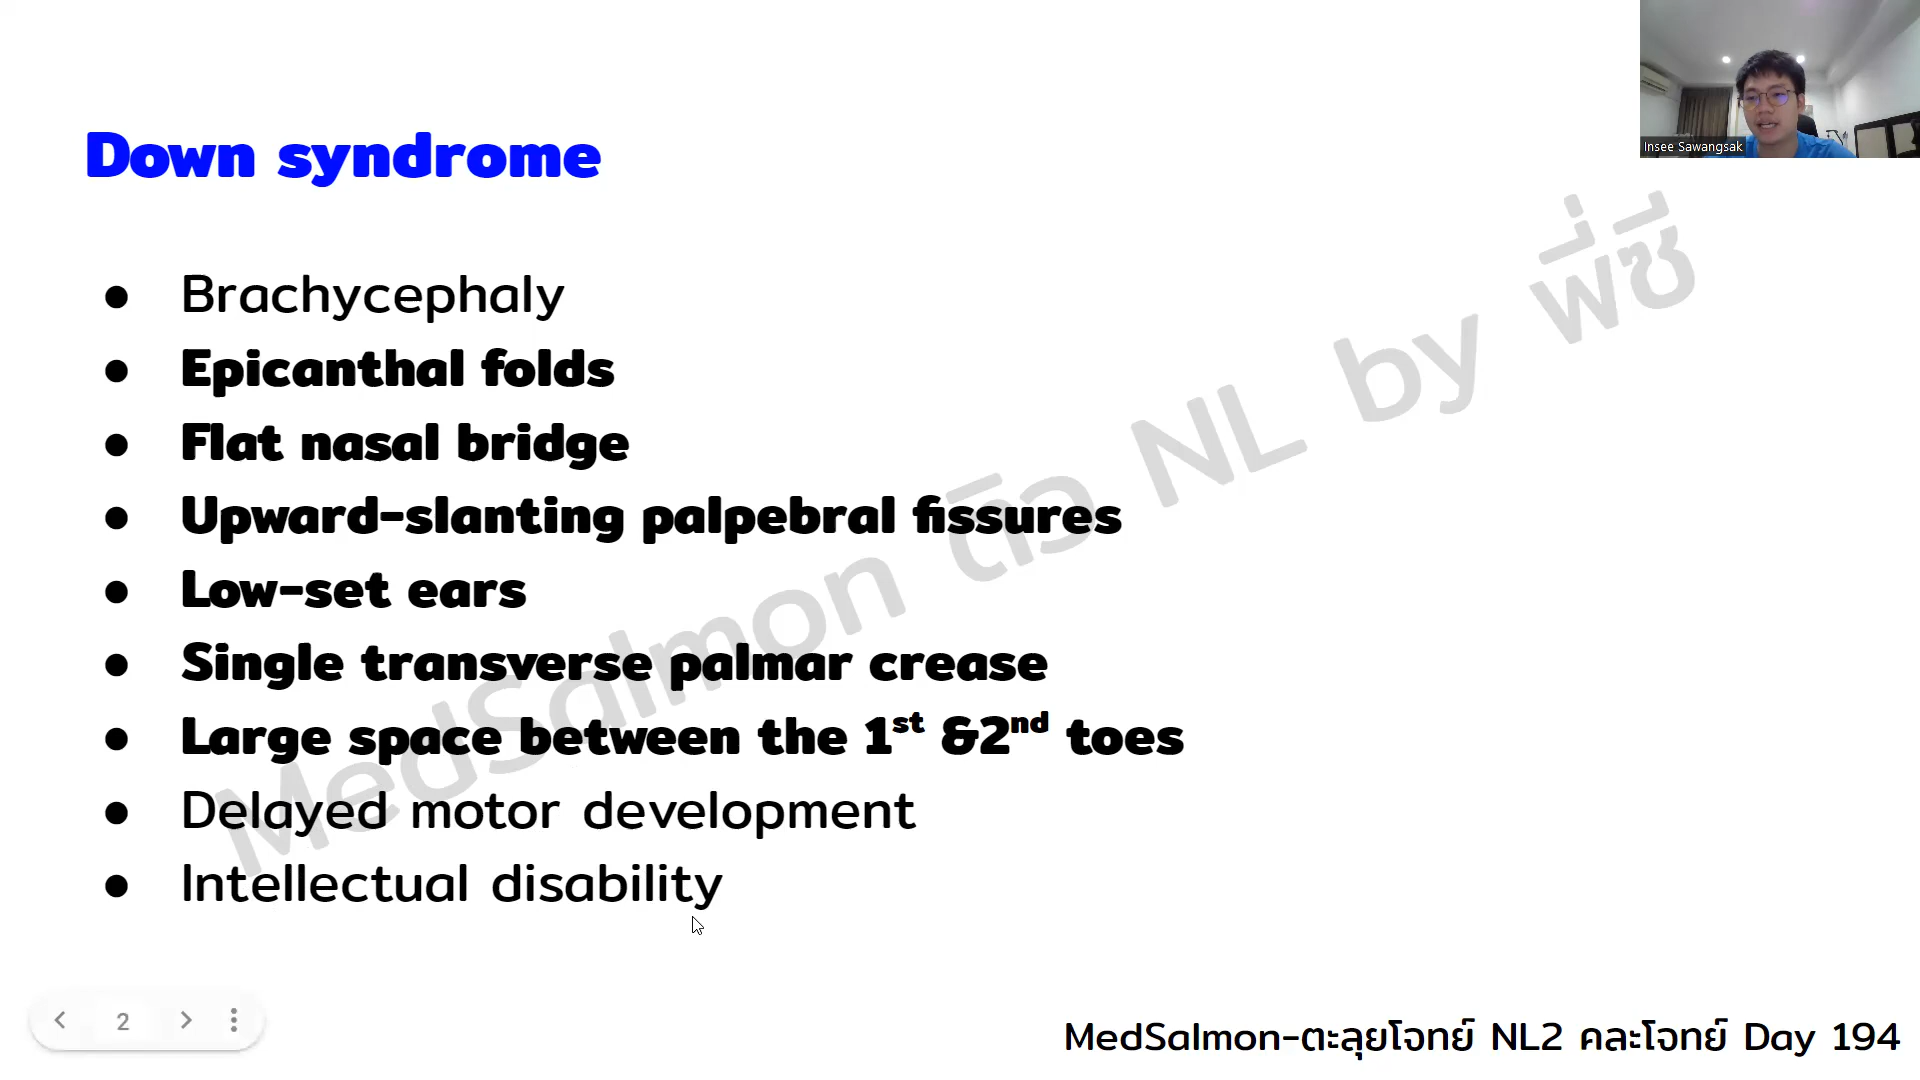 Insee Sawangsak
Down syndrome
● Brachycephaly
● Epicanthal folds
● Flat nasal bridge
● Upward-slanting palpebral fissures
● Low-set ears
● Single transverse palmar crease
● Large space between the 1st &2nd toes
● Delayed motor development
● Intellectual disability
MedSalmon ติว NL by พี่ซี
2
MedSalmon-ตะลุยโจทย์ NL2 คละโจทย์ Day 194